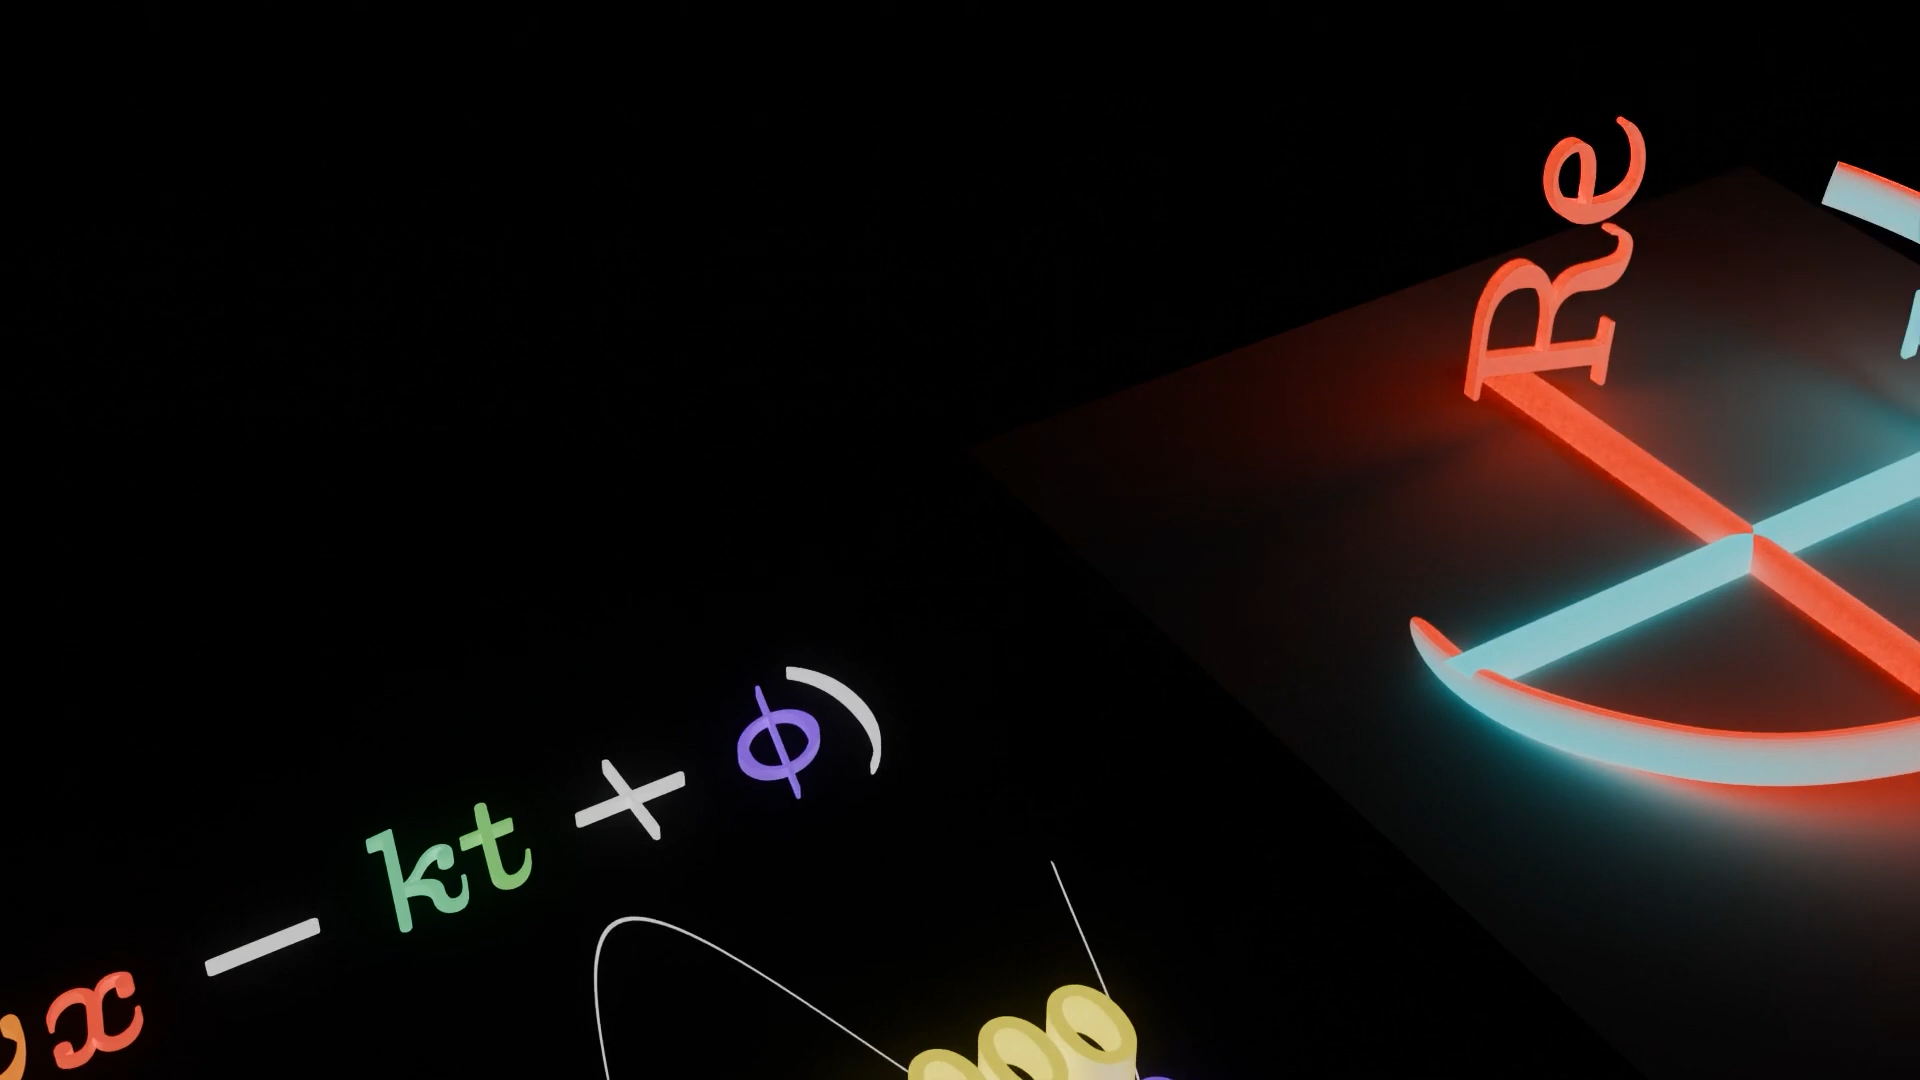 x − kt + ϕ)
Re